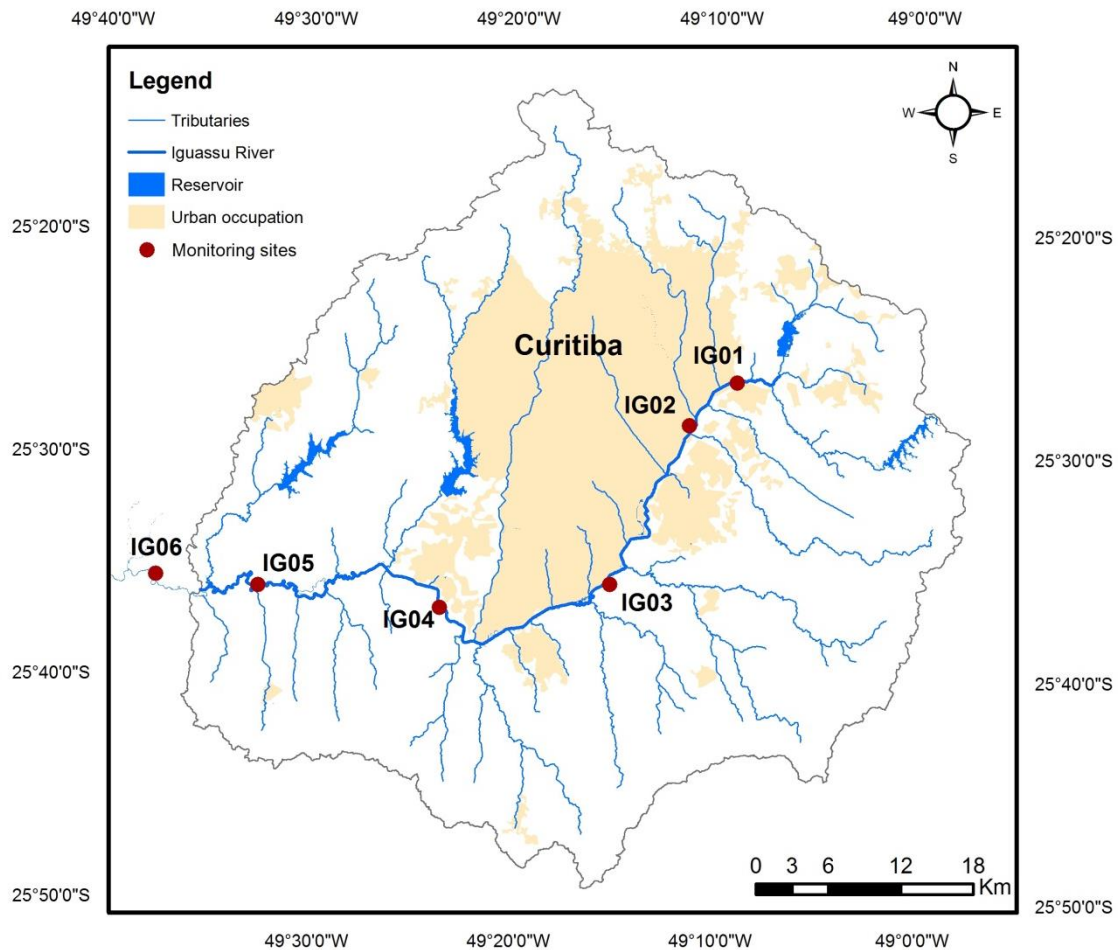 49°40'0"W 49°30'0"W 49°20'0"W 49°10'0"W 49°0'0"W
Legend
Tributaries
Iguassu River
Reservoir
Urban occupation
Monitoring sites
N
W E
S
25°20'0"S
25°20'0"S
Curitiba
IG01
IG02
25°30'0"S
25°30'0"S
IG06
IG05
IG04
IG03
25°40'0"S
25°40'0"S
0 3 6 12 18
Km
25°50'0"S
25°50'0"S
49°30'0"W 49°20'0"W 49°10'0"W 49°0'0"W